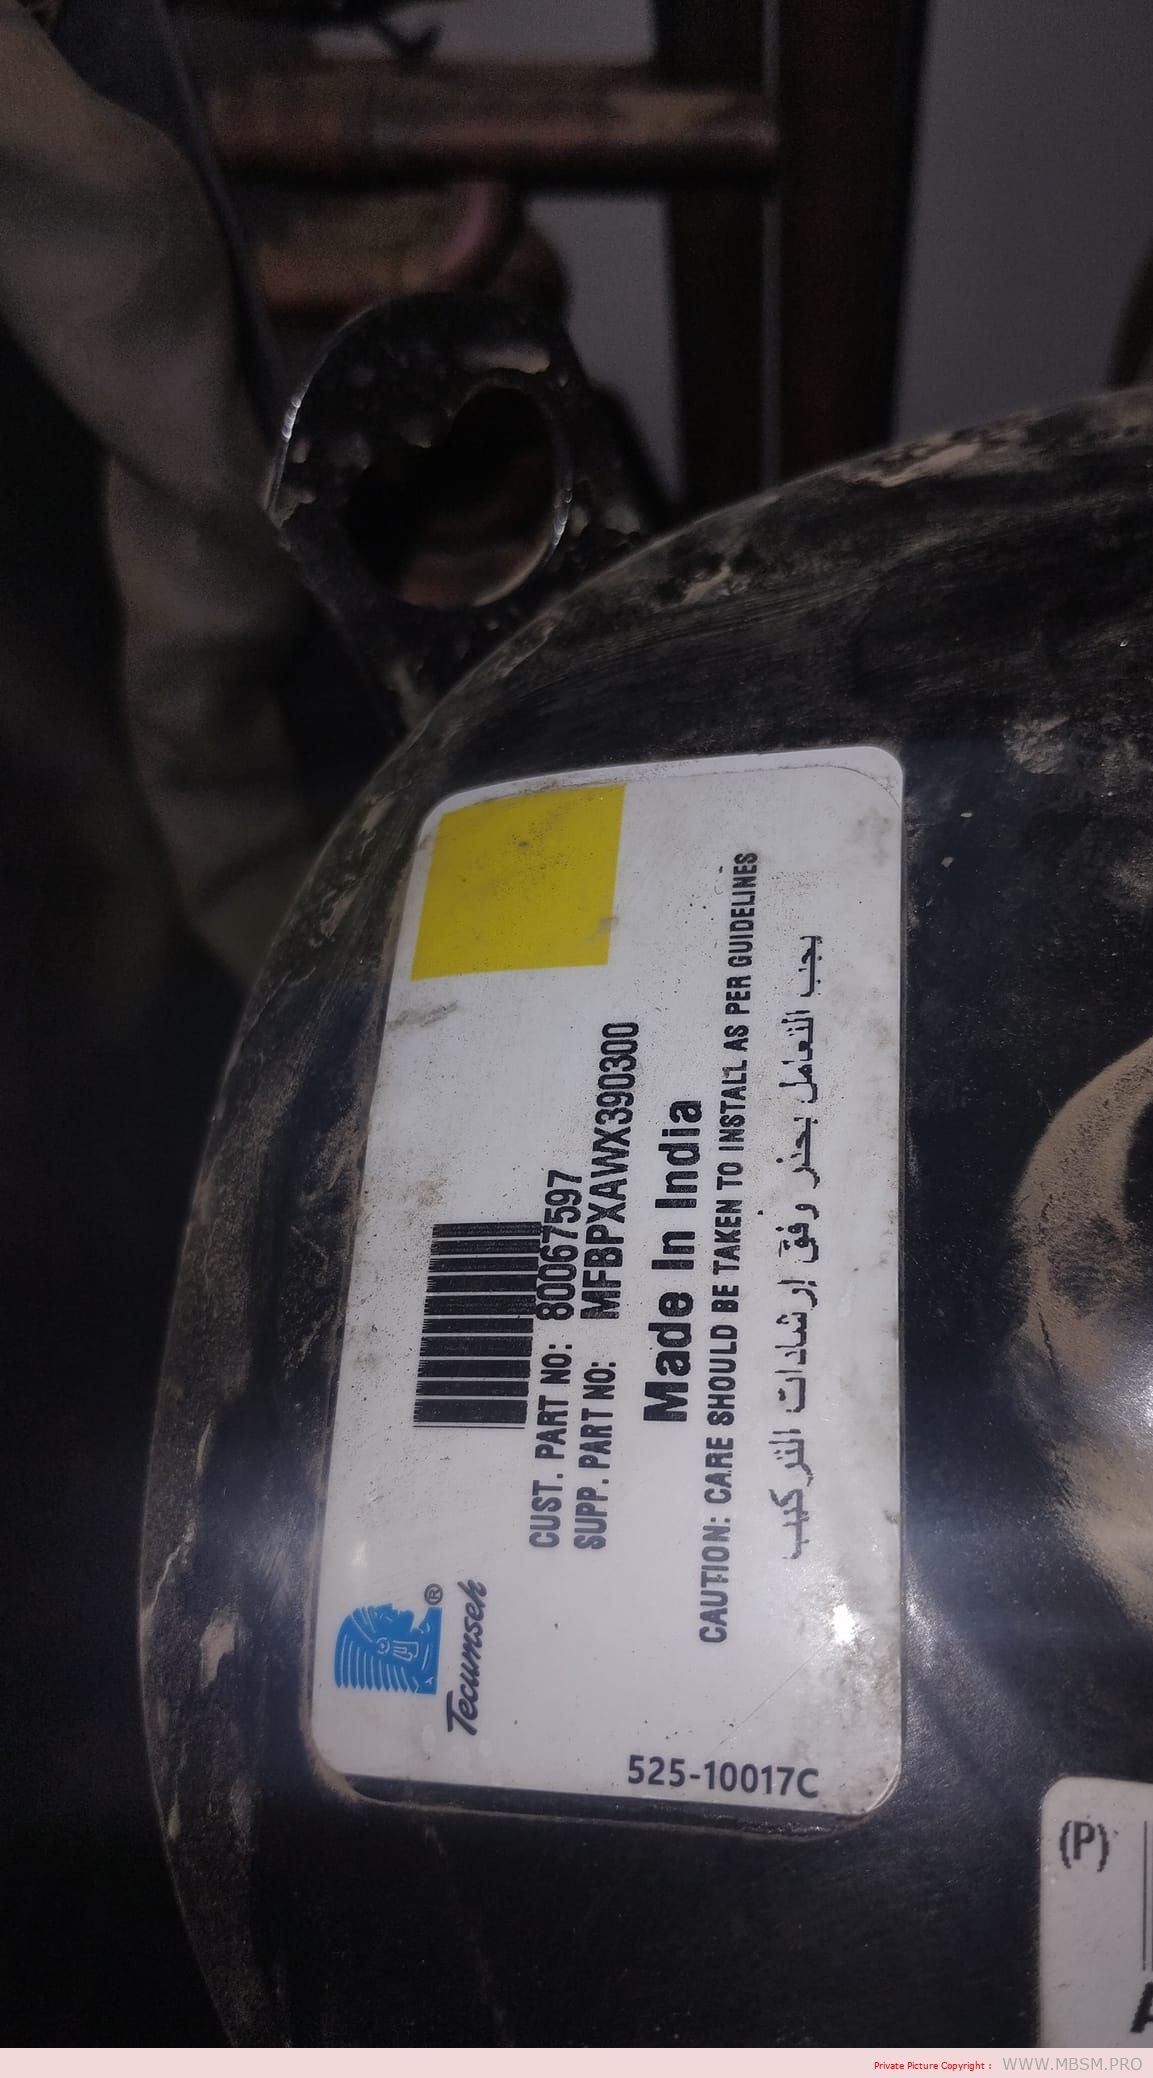 Tecumseh®
CUST. PART NO: 80067597
SUPP. PART NO: MFBPXAWX390300
Made In India
CAUTION: CARE SHOULD BE TAKEN TO INSTALL AS PER GUIDELINES
يجب التعامل بحذر وفق إرشادات التركيب
525-10017C
(P)
A
Private Picture Copyright : WWW.MBSM.PRO